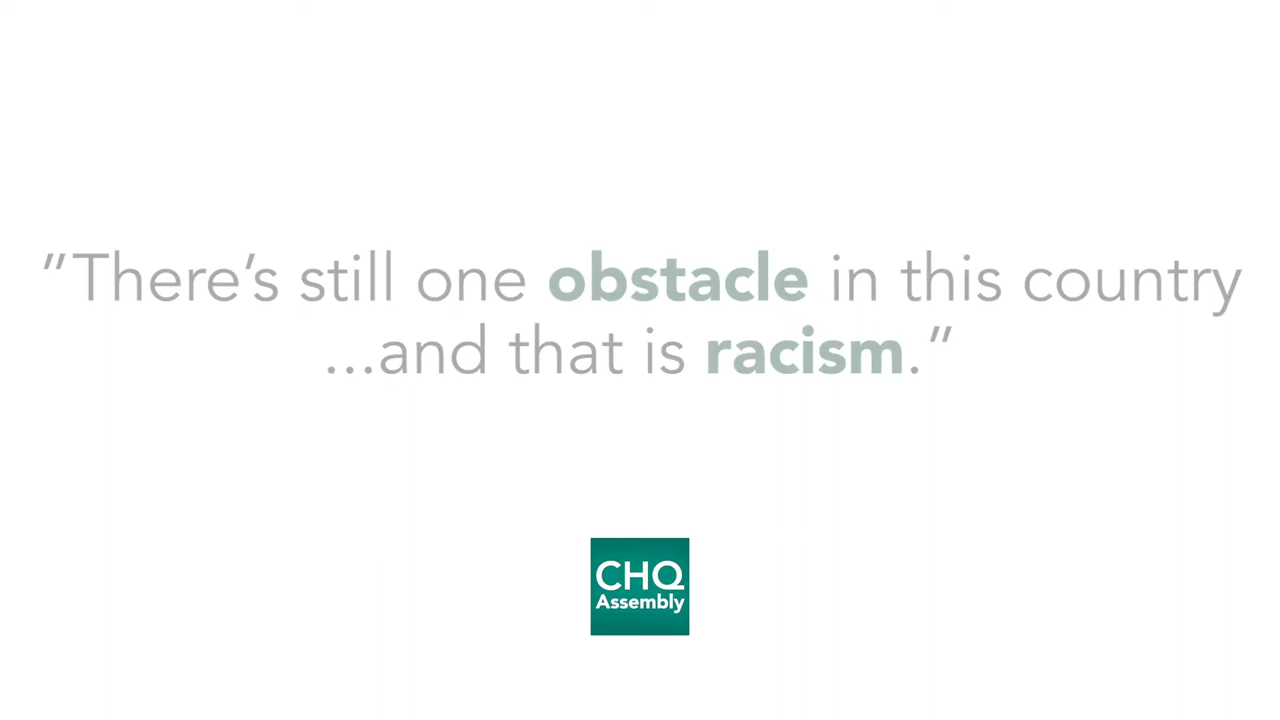 ”There’s still one obstacle in this country
...and that is racism.”
CHQ
Assembly